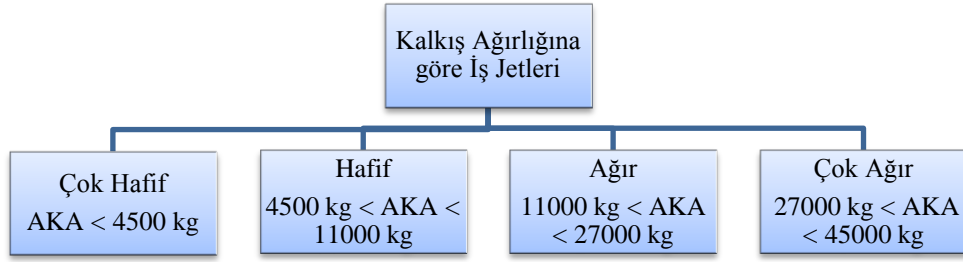 Kalkış Ağırlığına
göre İş Jetleri
Çok Hafif
AKA < 4500 kg
Hafif
4500 kg < AKA <
11000 kg
Ağır
11000 kg < AKA
< 27000 kg
Çok Ağır
27000 kg < AKA
< 45000 kg